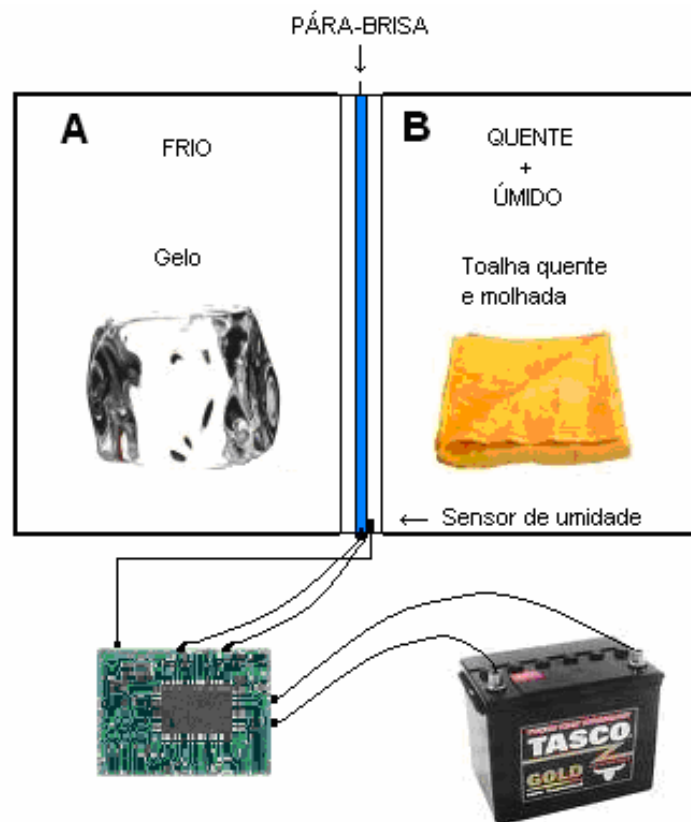 PÁRA-BRISA
↓
A
FRIO
Gelo
B
QUENTE
+
ÚMIDO
Toalha quente
e molhada
← Sensor de umidade
TASCO
GOLD